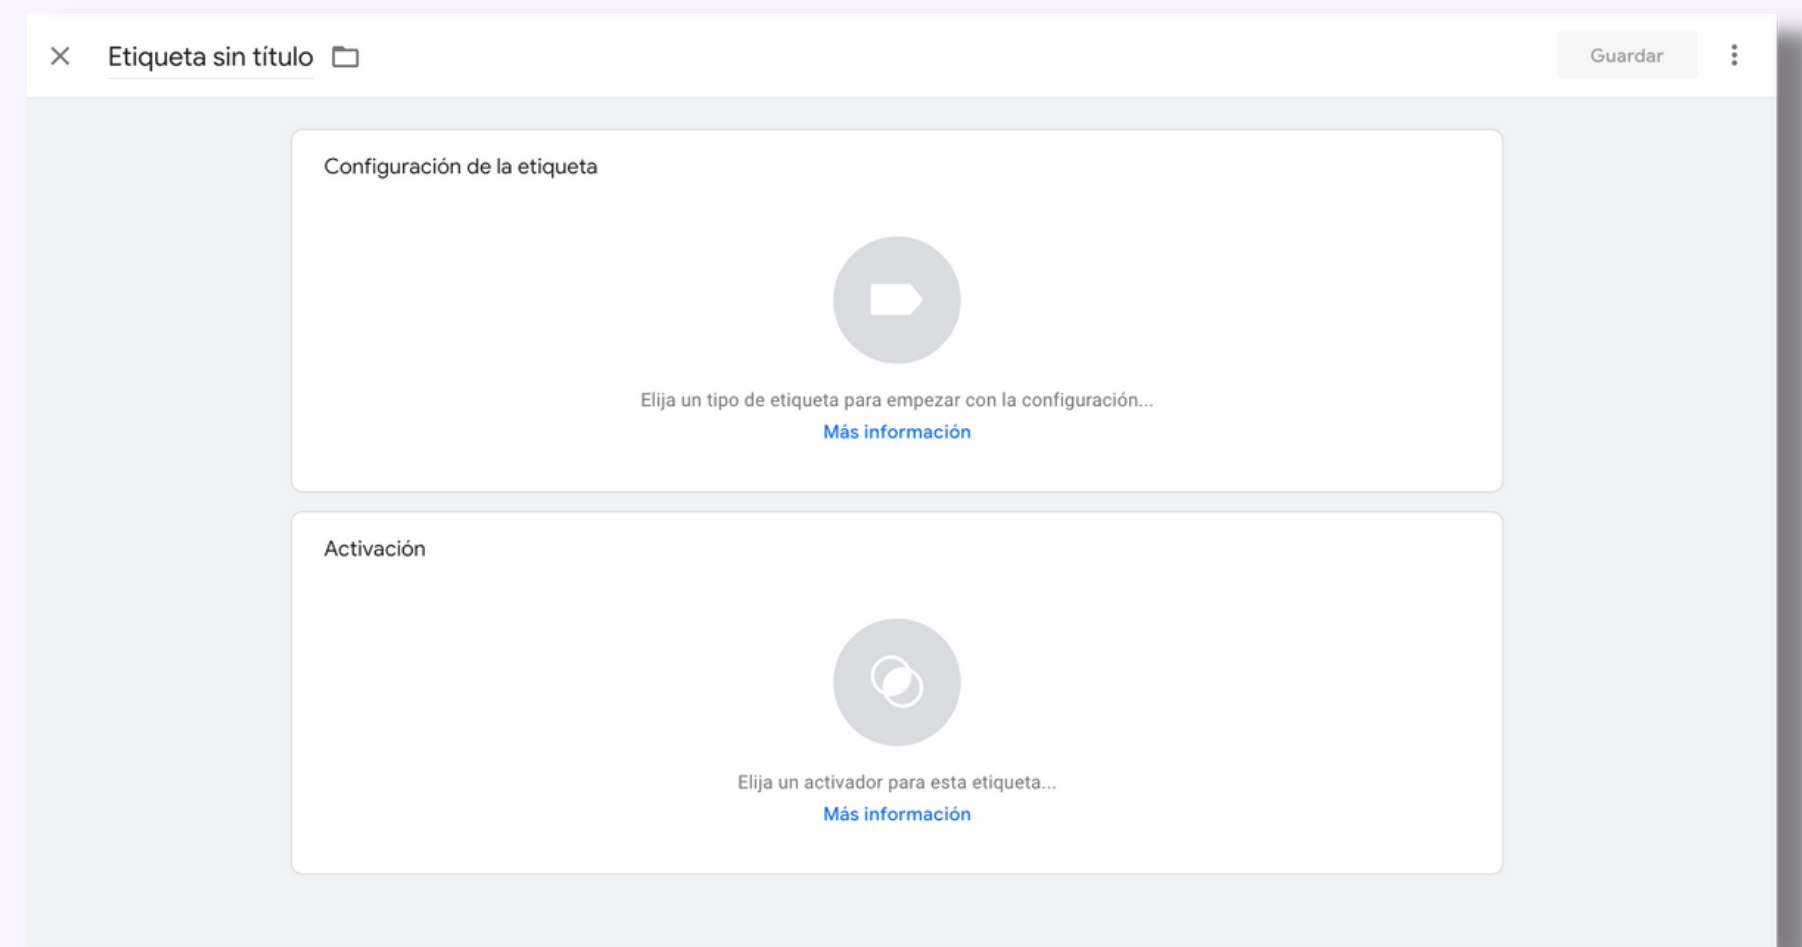 Etiqueta sin título
Guardar
Configuración de la etiqueta
Elija un tipo de etiqueta para empezar con la configuración...
Más información
Activación
Elija un activador para esta etiqueta...
Más información